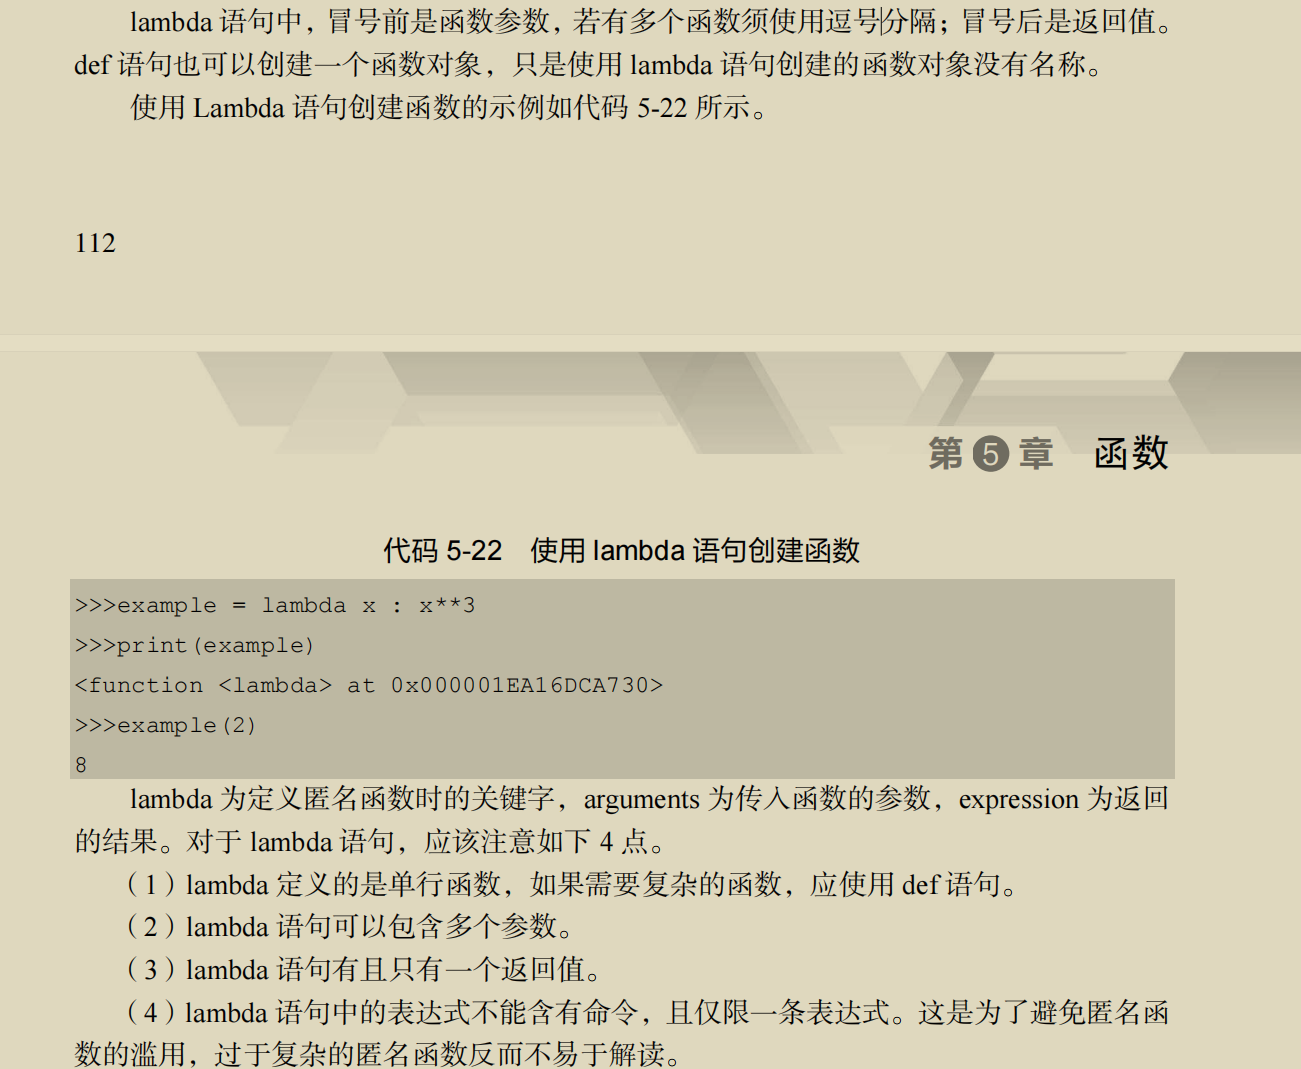 lambda 语句中，冒号前是函数参数，若有多个函数须使用逗号分隔；冒号后是返回值。
def 语句也可以创建一个函数对象，只是使用 lambda 语句创建的函数对象没有名称。
使用 Lambda 语句创建函数的示例如代码 5-22 所示。
112
第 5 章 函数
代码 5-22 使用 lambda 语句创建函数
>>>example = lambda x : x**3
>>>print(example)
<function <lambda> at 0x000001EA16DCA730>
>>>example(2)
8
lambda 为定义匿名函数时的关键字，arguments 为传入函数的参数，expression 为返回
的结果。对于 lambda 语句，应该注意如下 4 点。
（1）lambda 定义的是单行函数，如果需要复杂的函数，应使用 def 语句。
（2）lambda 语句可以包含多个参数。
（3）lambda 语句有且只有一个返回值。
（4）lambda 语句中的表达式不能含有命令，且仅限一条表达式。这是为了避免匿名函
数的滥用，过于复杂的匿名函数反而不易于解读。